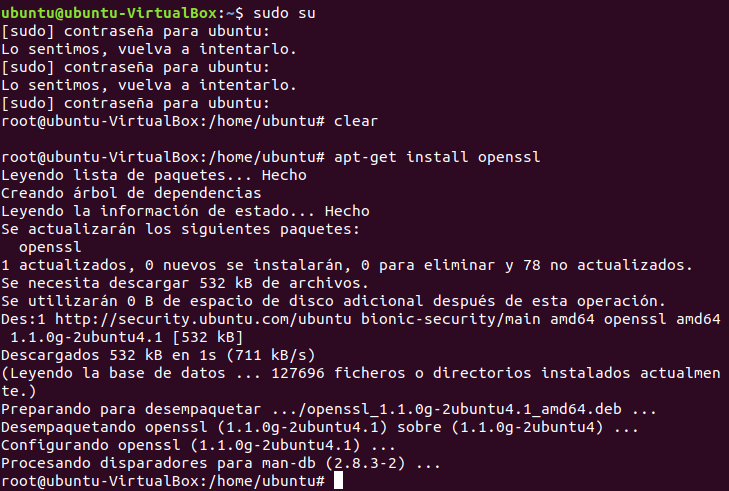 ubuntu@ubuntu-VirtualBox:~$ sudo su
[sudo] contraseña para ubuntu:
Lo sentimos, vuelva a intentarlo.
[sudo] contraseña para ubuntu:
Lo sentimos, vuelva a intentarlo.
[sudo] contraseña para ubuntu:
root@ubuntu-VirtualBox:/home/ubuntu# clear
root@ubuntu-VirtualBox:/home/ubuntu# apt-get install openssl
Leyendo lista de paquetes... Hecho
Creando árbol de dependencias
Leyendo la información de estado... Hecho
Se actualizarán los siguientes paquetes:
  openssl
1 actualizados, 0 nuevos se instalarán, 0 para eliminar y 78 no actualizados.
Se necesita descargar 532 kB de archivos.
Se utilizarán 0 B de espacio de disco adicional después de esta operación.
Des:1 http://security.ubuntu.com/ubuntu bionic-security/main amd64 openssl amd64
 1.1.0g-2ubuntu4.1 [532 kB]
Descargados 532 kB en 1s (711 kB/s)
(Leyendo la base de datos ... 127696 ficheros o directorios instalados actualmen
te.)
Preparando para desempaquetar .../openssl_1.1.0g-2ubuntu4.1_amd64.deb ...
Desempaquetando openssl (1.1.0g-2ubuntu4.1) sobre (1.1.0g-2ubuntu4) ...
Configurando openssl (1.1.0g-2ubuntu4.1) ...
Procesando disparadores para man-db (2.8.3-2) ...
root@ubuntu-VirtualBox:/home/ubuntu#